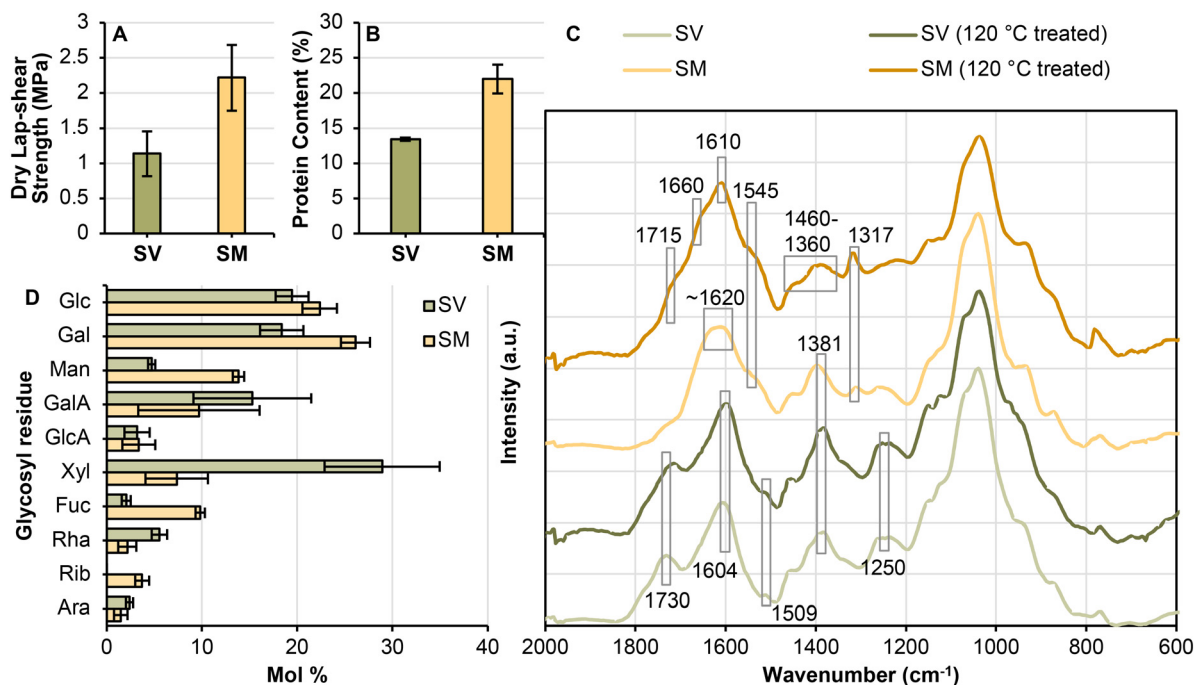 A
Dry Lap-shear
Strength (MPa)
3
2.5
2
1.5
1
0.5
0
SV
SM
B
Protein Content (%)
30
25
20
15
10
5
0
SV
SM
C
SV
SV (120 °C treated)
SM
SM (120 °C treated)
1610
1660
1545
1715
1460-
1360
1317
~1620
1381
1604
1250
1730
1509
Intensity (a.u.)
2000
1800
1600
1400
1200
1000
800
600
Wavenumber (cm-1)
D
SV
SM
Glycosyl residue
Glc
Gal
Man
GalA
GlcA
Xyl
Fuc
Rha
Rib
Ara
0
10
20
30
40
Mol %